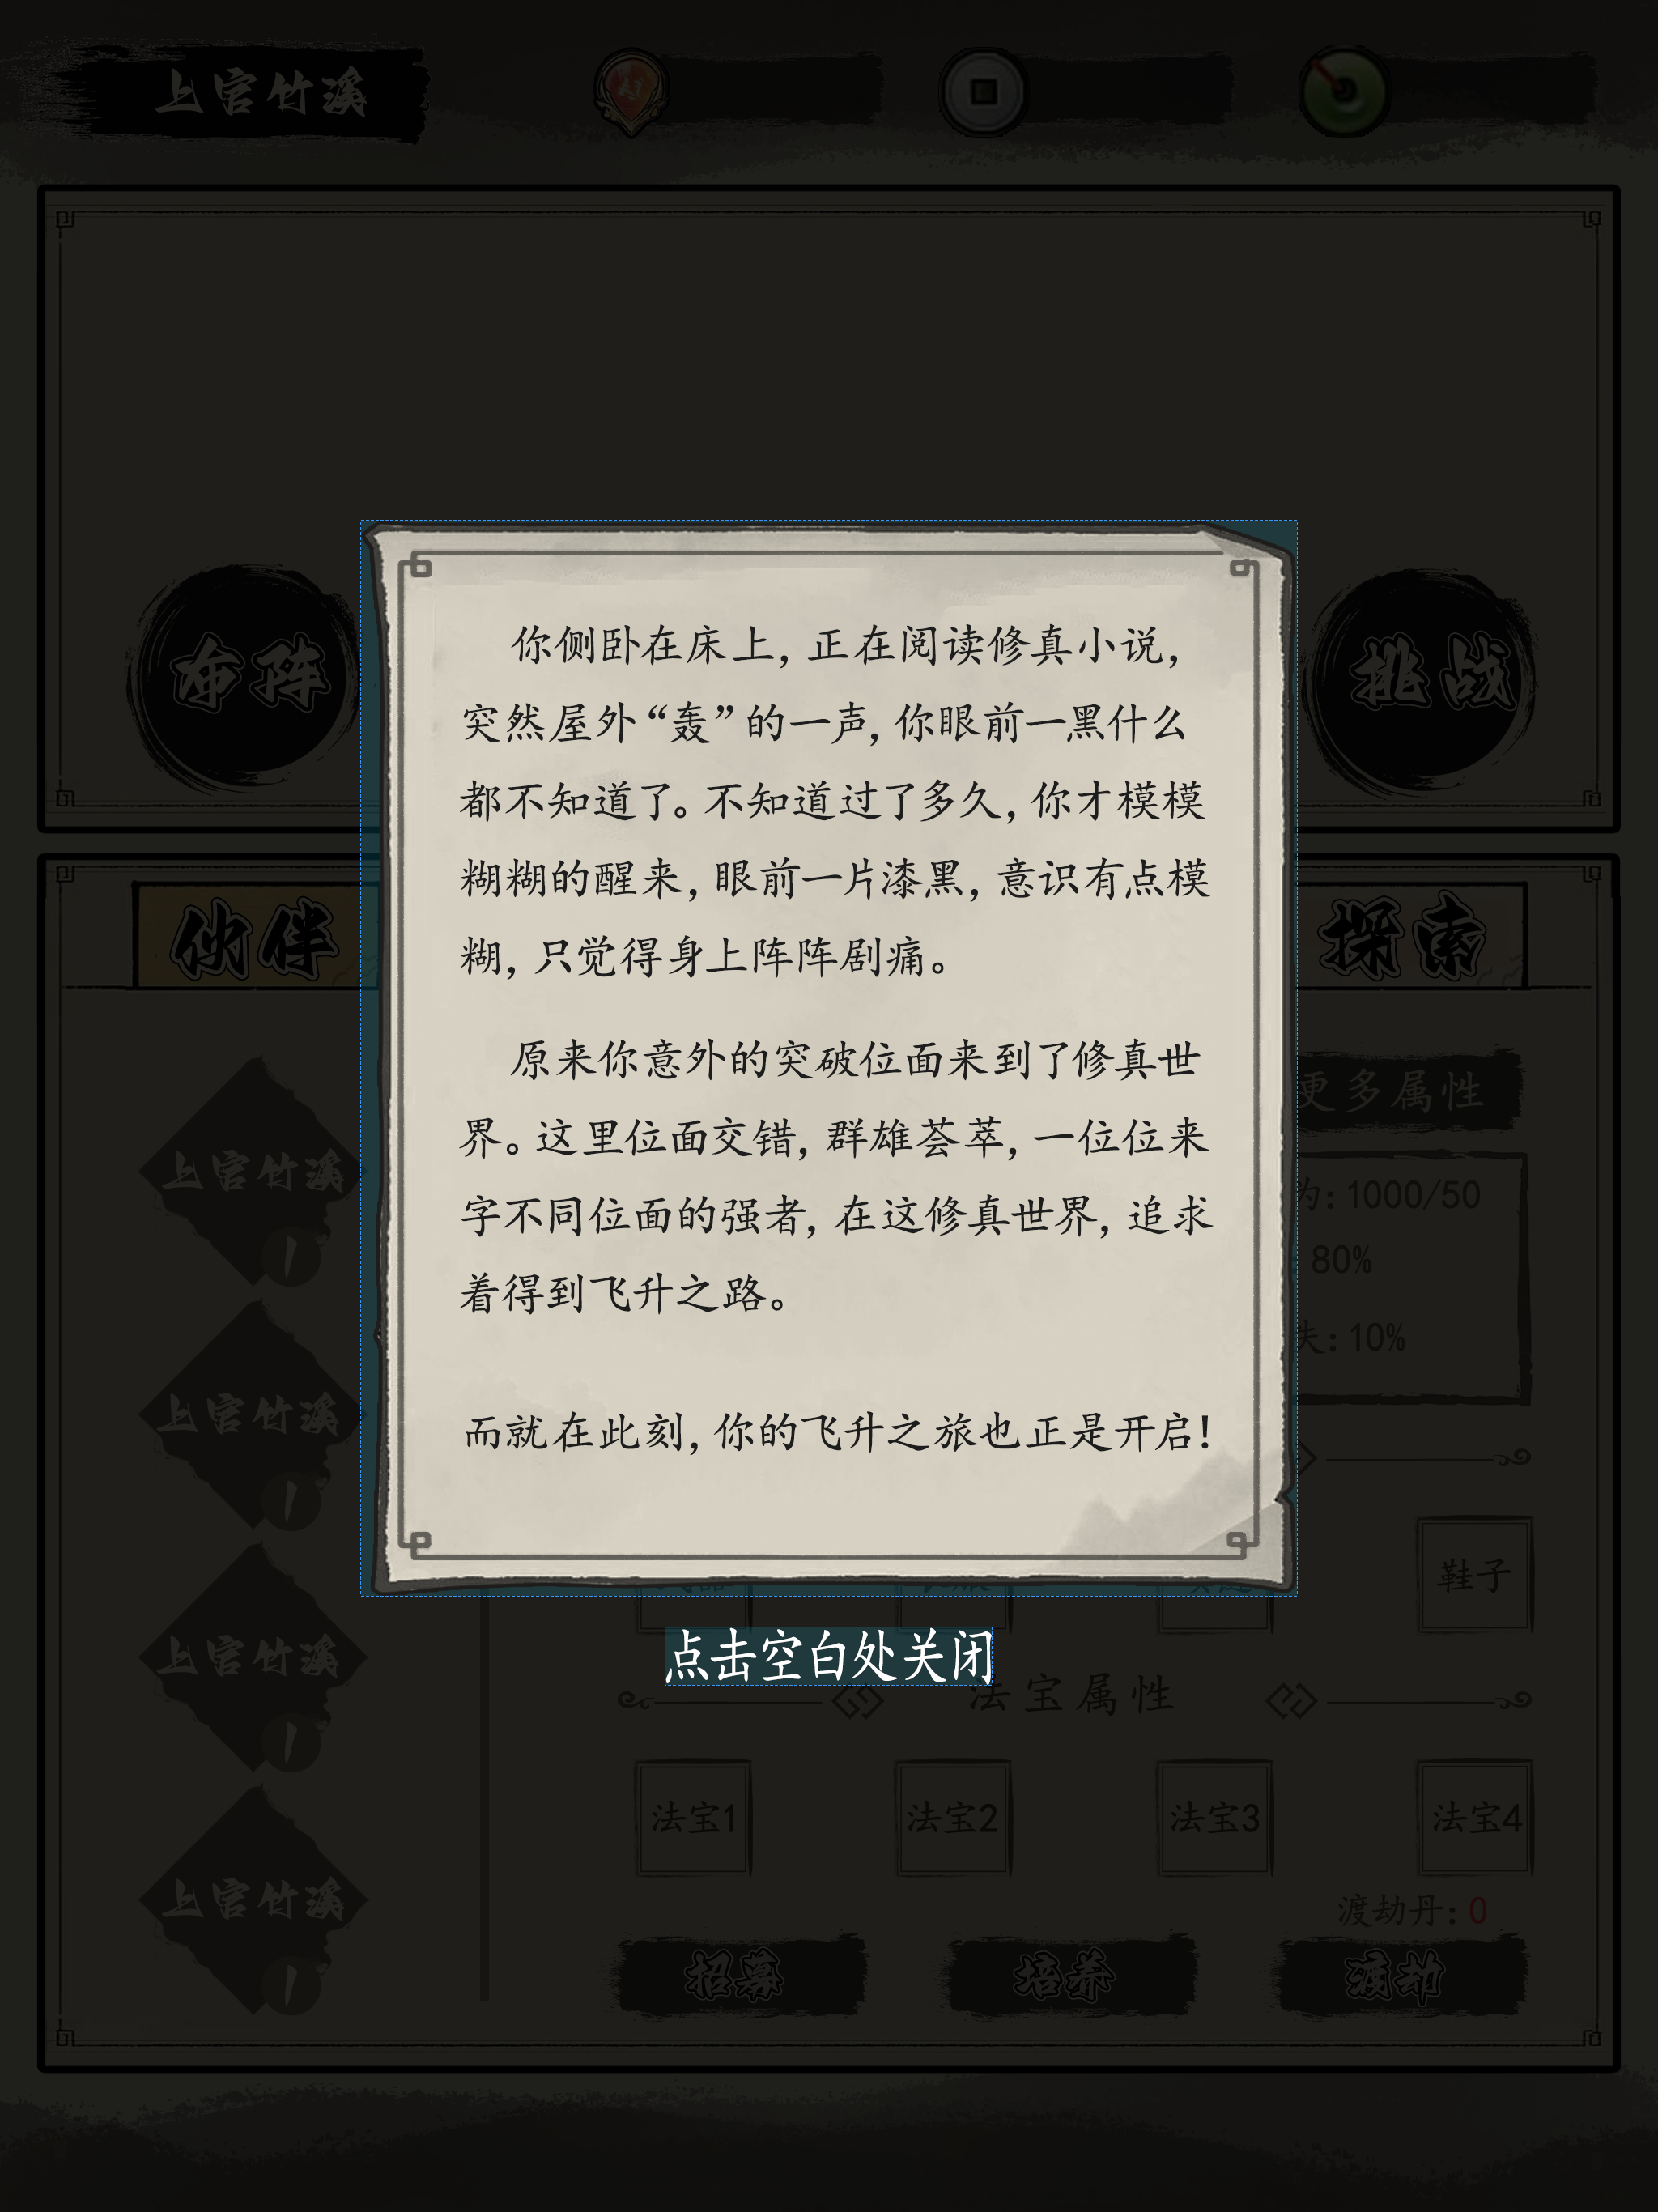 上官竹溪
布阵
挑战
你侧卧在床上，正在阅读修真小说，
突然屋外“轰”的一声，你眼前一黑什么
都不知道了。不知道过了多久，你才模模
糊糊的醒来，眼前一片漆黑，意识有点模
糊，只觉得身上阵阵剧痛。
原来你意外的突破位面来到了修真世
界。这里位面交错，群雄荟萃，一位位来
字不同位面的强者，在这修真世界，追求
着得到飞升之路。
而就在此刻，你的飞升之旅也正是开启！
点击空白处关闭
伙伴
探索
更多属性
上官竹溪
: 1000/50
80%
: 10%
上官竹溪
鞋子
上官竹溪
法宝属性
法宝1
法宝2
法宝3
法宝4
上官竹溪
渡劫丹: 0
招募
培养
渡劫